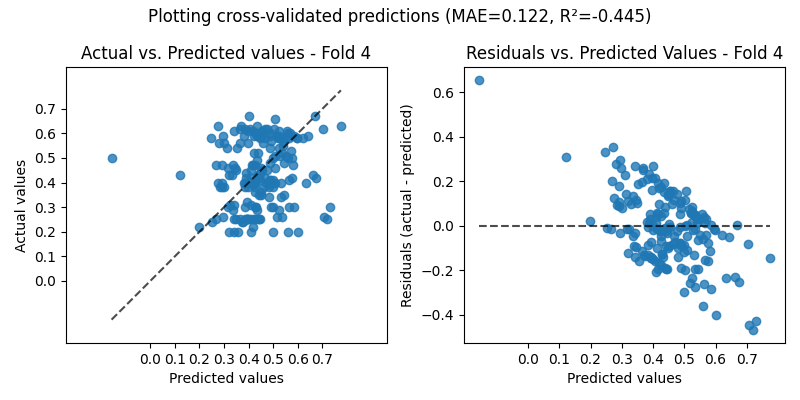 Plotting cross-validated predictions (MAE=0.122, R²=-0.445)
Actual vs. Predicted values - Fold 4
Actual values
0.7
0.6
0.5
0.4
0.3
0.2
0.1
0.0
0.0 0.1 0.2 0.3 0.4 0.5 0.6 0.7
Predicted values
Residuals vs. Predicted Values - Fold 4
Residuals (actual - predicted)
0.6
0.4
0.2
0.0
−0.2
−0.4
0.0 0.1 0.2 0.3 0.4 0.5 0.6 0.7
Predicted values